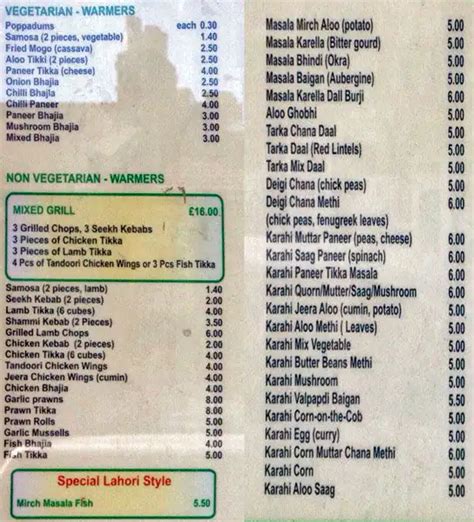 VEGETARIAN - WARMERS
Poppadums each 0.30
Samosa (2 pieces, vegetable) 1.40
Fried Mogo (cassava) 2.50
Aloo Tikki (2 pieces) 2.50
Paneer Tikka (cheese) 4.00
Onion Bhajia 2.50
Chilli Bhajia 2.50
Chilli Paneer 4.00
Paneer Bhajia 3.00
Mushroom Bhajia 3.00
Mixed Bhajia 3.00
NON VEGETARIAN - WARMERS
MIXED GRILL £16.00
3 Grilled Chops, 3 Seekh Kebabs
3 Pieces of Chicken Tikka
3 Pieces of Lamb Tikka
4 Pcs of Tandoori Chicken Wings or 3 Pcs Fish Tikka
Samosa (2 pieces, lamb) 1.40
Seekh Kebab (2 pieces) 2.00
Lamb Tikka (6 cubes) 4.00
Shammi Kebab (2 Pieces) 2.00
Grilled Lamb Chops 6.00
Chicken Kebab (2 pieces) 2.00
Chicken Tikka (6 cubes) 4.00
Tandoori Chicken Wings 4.00
Jeera Chicken Wings (cumin) 4.00
Chicken Bhajia 4.00
Garlic prawns 8.00
Prawn Tikka 8.00
Prawn Rolls 5.00
Garlic Mussells 5.00
Fish Bhajia 5.00
Fish Tikka 5.00
Special Lahori Style
Mirch Masala Fish 5.50
Masala Mirch Aloo (potato) 5.00
Masala Karella (Bitter gourd) 5.00
Masala Bhindi (Okra) 5.00
Masala Baigan (Aubergine) 5.00
Masala Karella Dall Burji 6.00
Aloo Ghobhi 5.00
Tarka Chana Daal 5.00
Tarka Daal (Red Lintels) 5.00
Tarka Mix Daal 5.00
Deigi Chana (chick peas) 5.00
Deigi Chana Methi 6.00
(chick peas, fenugreek leaves)
Karahi Muttar Paneer (peas, cheese) 6.00
Karahi Saag Paneer (spinach) 6.00
Karahi Paneer Tikka Masala 6.00
Karahi Quorn/Mutter/Saag/Mushroom 6.00
Karahi Jeera Aloo (cumin, potato) 5.00
Karahi Aloo Methi ( Leaves) 5.00
Karahi Mix Vegetable 5.00
Karahi Butter Beans Methi 5.00
Karahi Mushroom 5.00
Karahi Valpapdi Baigan 5.50
Karahi Corn-on-the-Cob 5.00
Karahi Egg (curry) 5.00
Karahi Corn Muttar Chana Methi 6.00
Karahi Corn 5.00
Karahi Aloo Saag 5.00